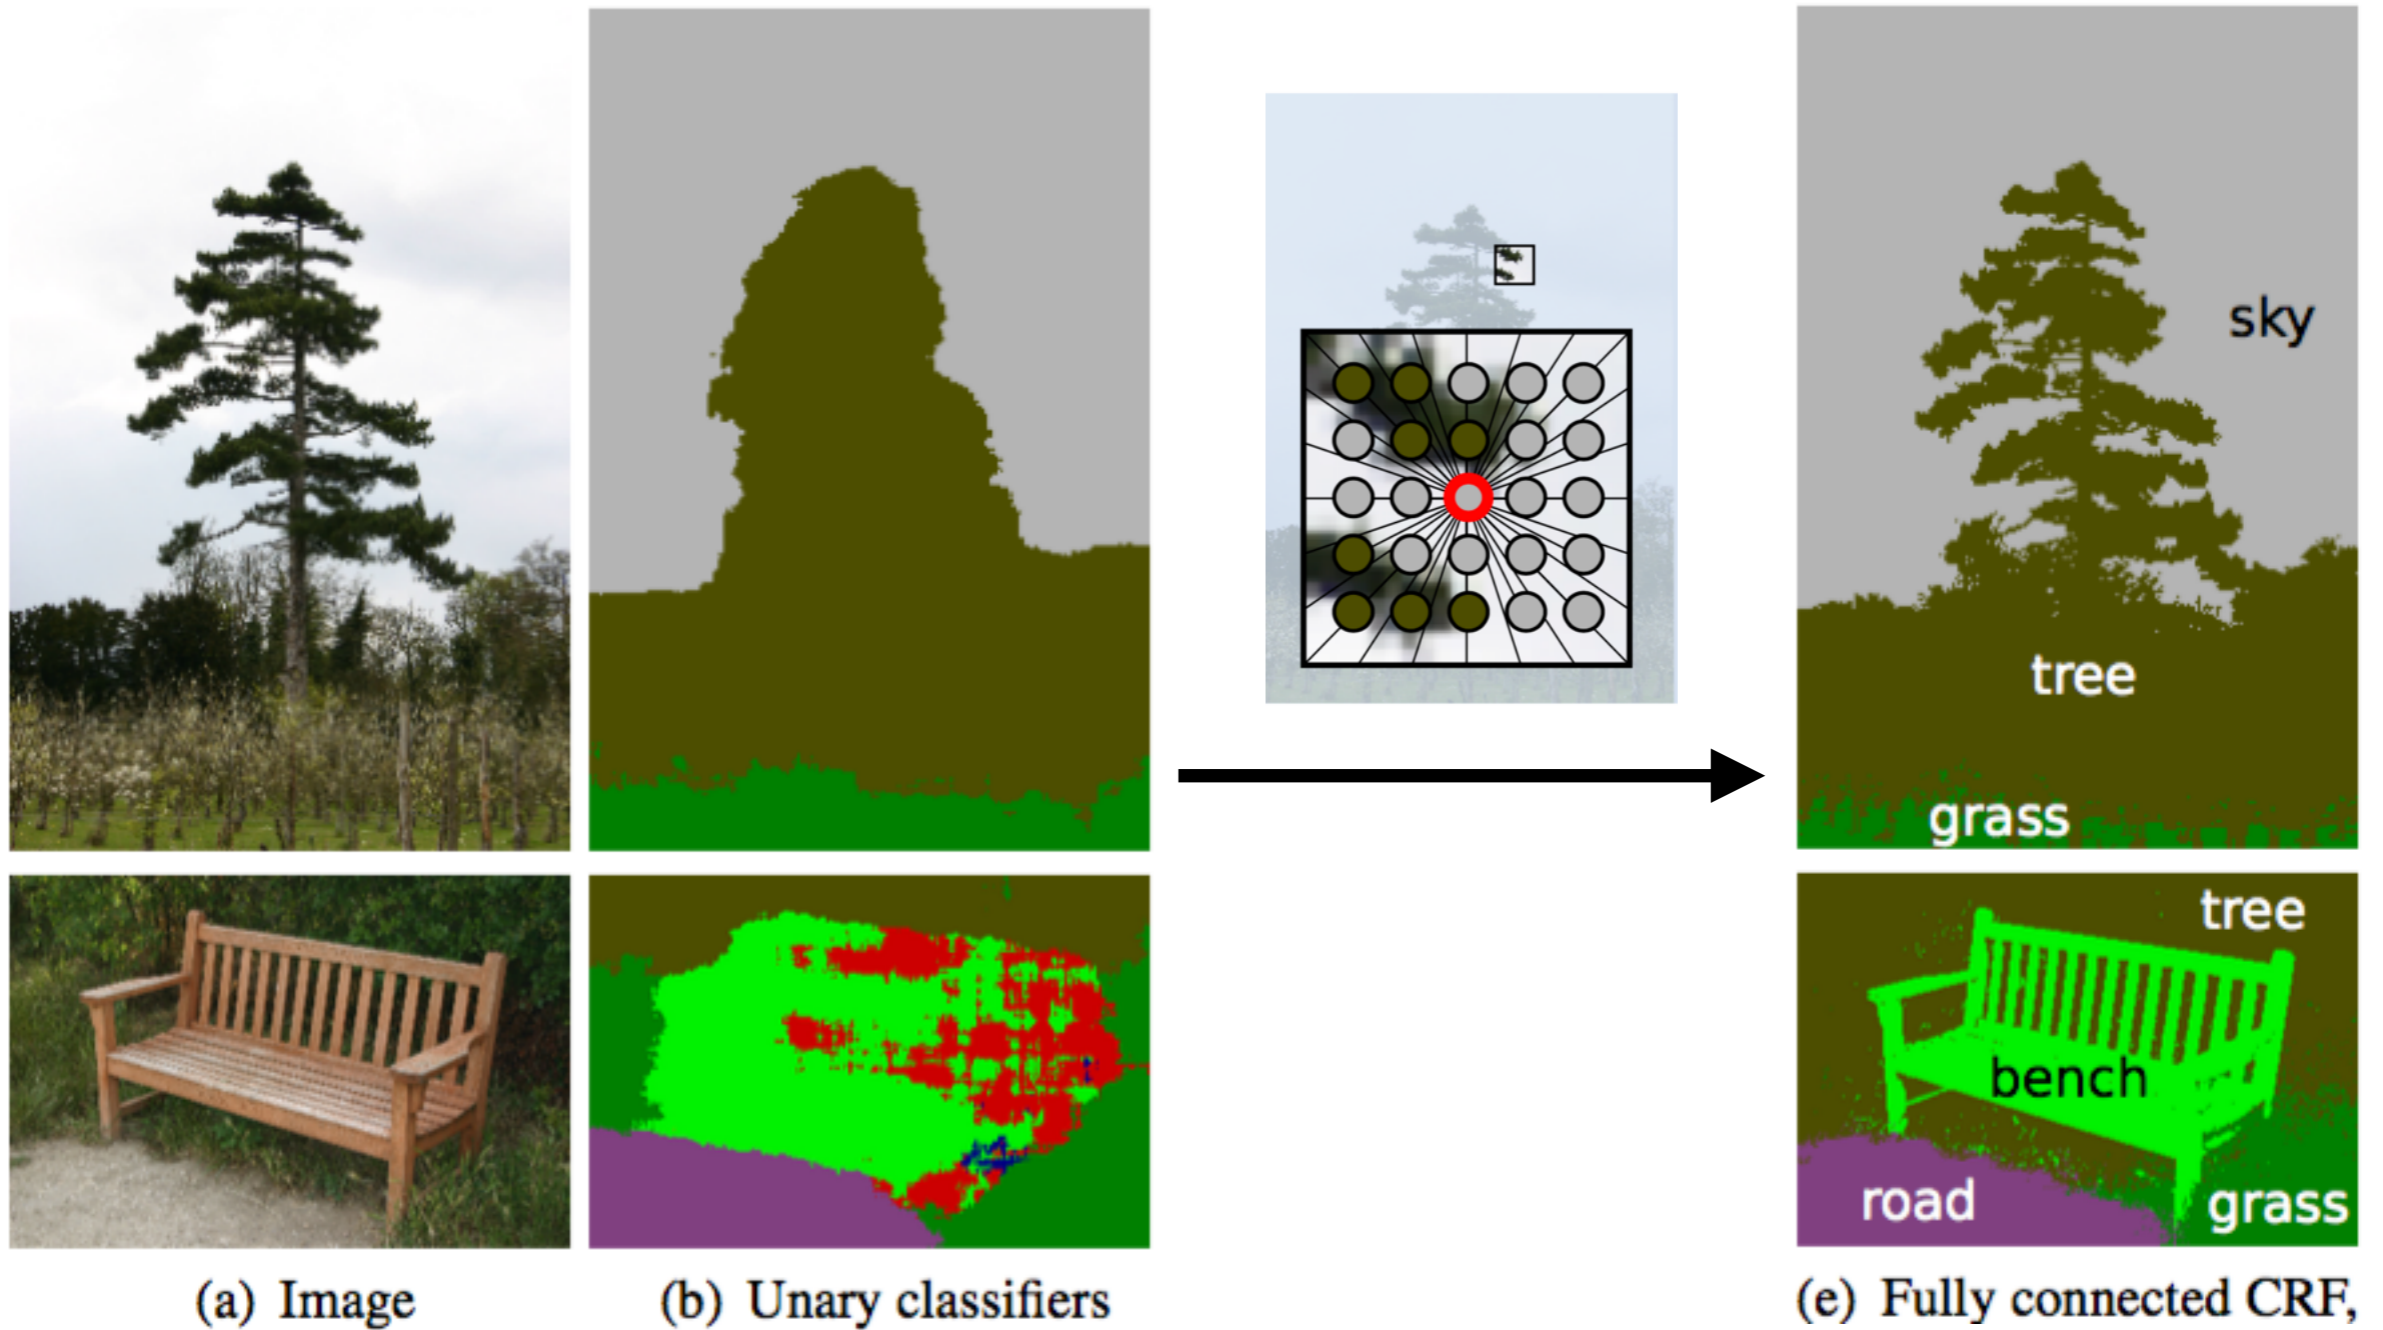 sky
tree
grass
tree
bench
road
grass
(a) Image
(b) Unary classifiers
(e) Fully connected CRF,